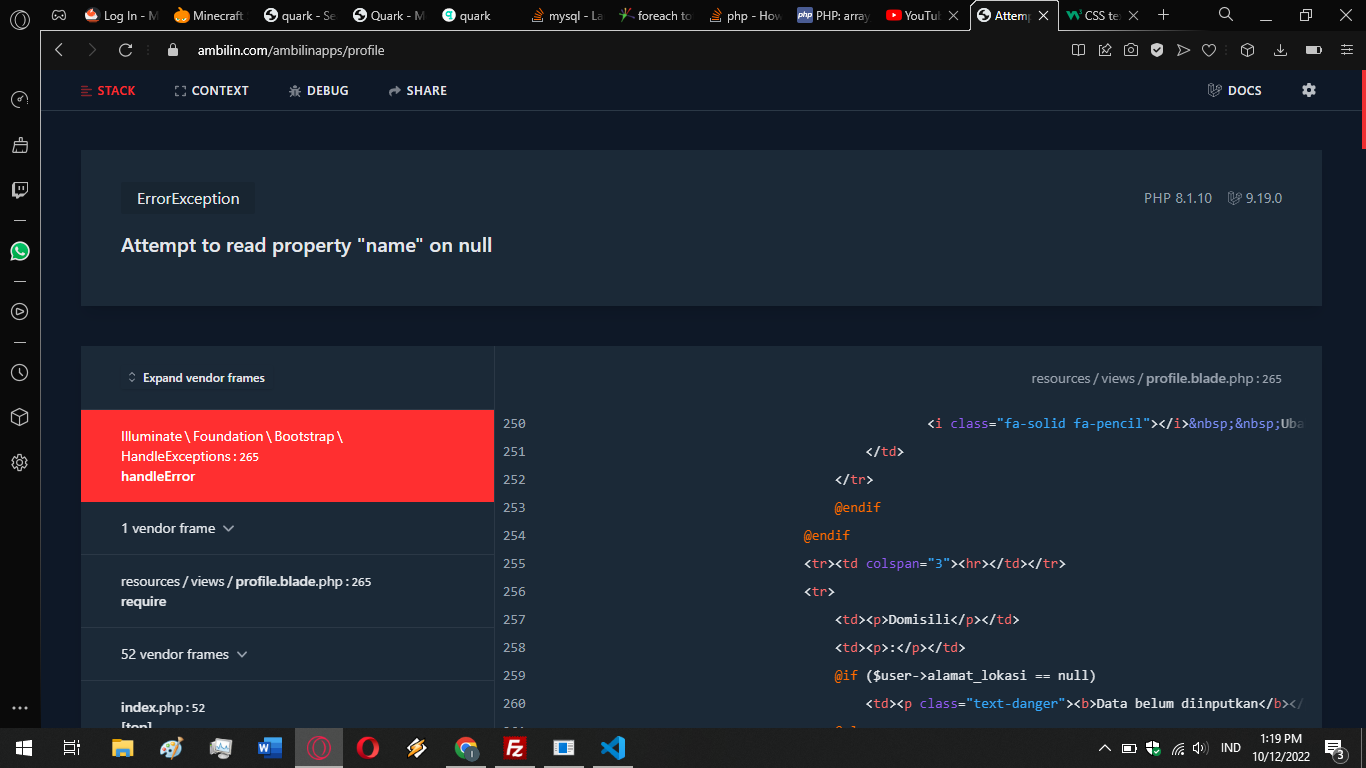 Log In - M
Minecraft
quark - Se
Quark - M
quark
mysql - La
foreach to
php - How
PHP: array
YouTu
Attemp
CSS te
ambilin.com/ambilinapps/profile
STACK
CONTEXT
DEBUG
SHARE
DOCS
ErrorException
PHP 8.1.10
9.19.0
Attempt to read property "name" on null
Expand vendor frames
resources / views / profile.blade.php : 265
Illuminate \ Foundation \ Bootstrap \
HandleExceptions : 265
handleError
1 vendor frame
resources / views / profile.blade.php : 265
require
52 vendor frames
index.php : 52
[top]
250 <i class="fa-solid fa-pencil"></i>&nbsp;&nbsp;Uba
251 </td>
252 </tr>
253 @endif
254 @endif
255 <tr><td colspan="3"><hr></td></tr>
256 <tr>
257 <td><p>Domisili</p></td>
258 <td><p>:</p></td>
259 @if ($user->alamat_lokasi == null)
260 <td><p class="text-danger"><b>Data belum diinputkan</b></
IND
1:19 PM
10/12/2022
3